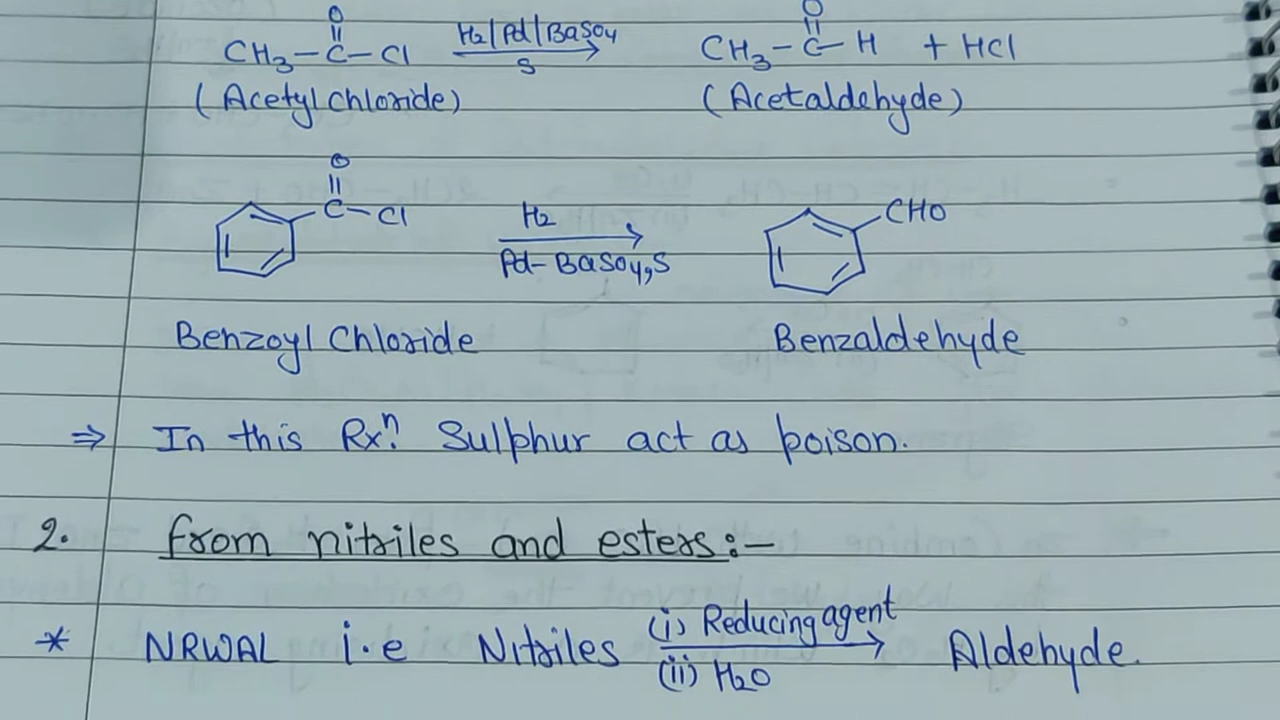 O O
CH3-C-Cl H2/Pd/BaSO4 CH3-C-H + HCl
S
(Acetyl chloride) (Acetaldehyde)
O
C-Cl H2 CHO
Pd-BaSO4,S
Benzoyl Chloride Benzaldehyde
⇒ In this Rxn. Sulphur act as poison.
2. from nitriles and esters:-
* NRWAL i.e Nitriles (i) Reducing agent Aldehyde.
(ii) H2O